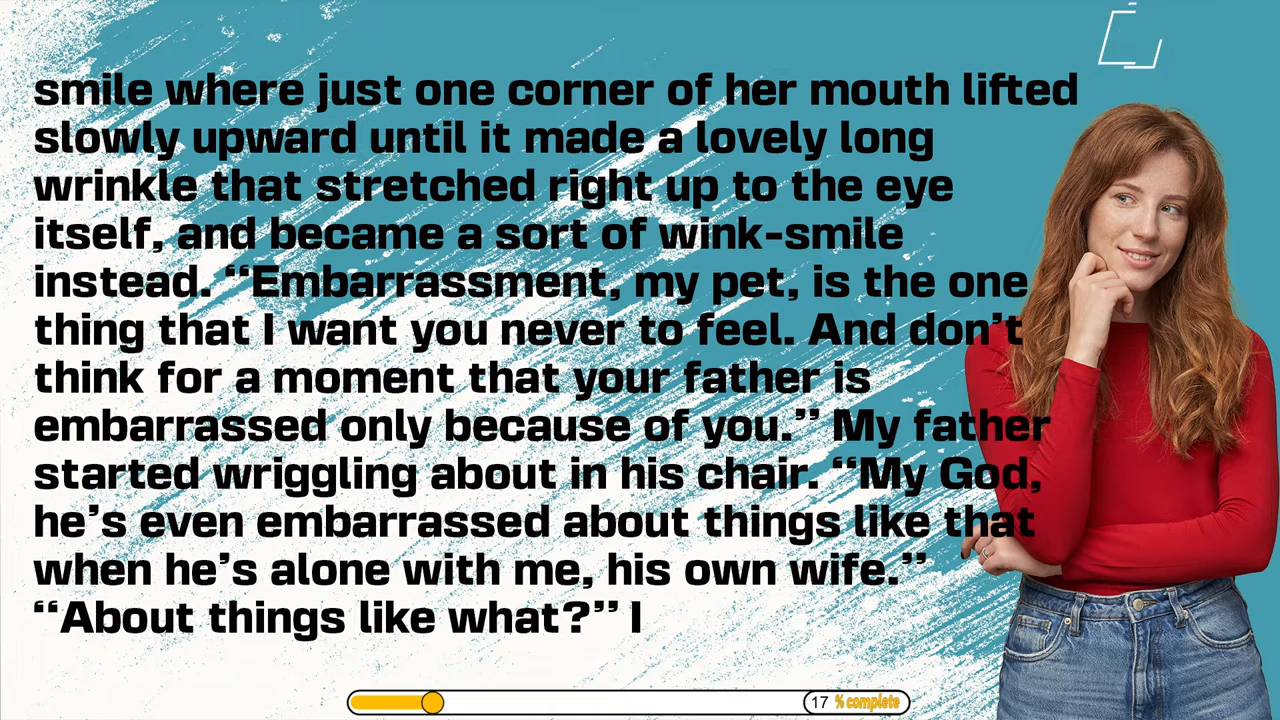 smile where just one corner of her mouth lifted
slowly upward until it made a lovely long
wrinkle that stretched right up to the eye
itself, and became a sort of wink-smile
instead. “Embarrassment, my pet, is the one
thing that I want you never to feel. And don’t
think for a moment that your father is
embarrassed only because of you.” My father
started wriggling about in his chair. “My God,
he’s even embarrassed about things like that
when he’s alone with me, his own wife.”
“About things like what?” I
17 % complete